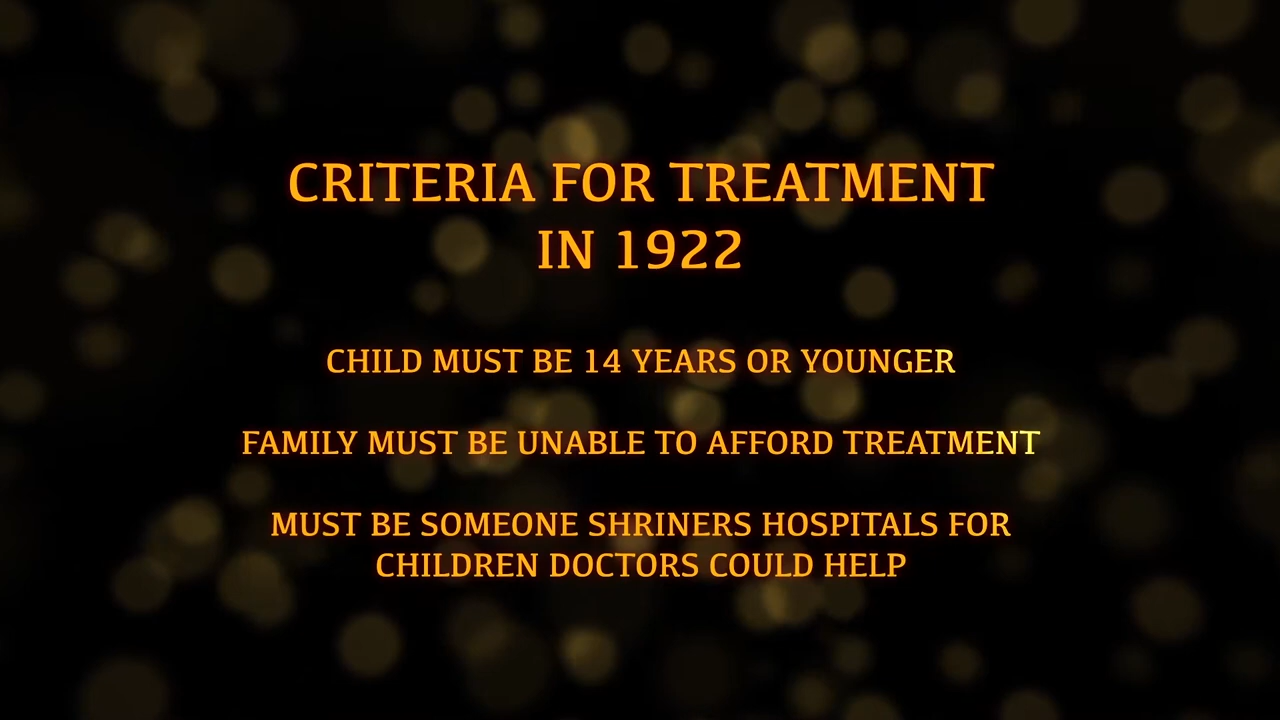 CRITERIA FOR TREATMENT
IN 1922
CHILD MUST BE 14 YEARS OR YOUNGER
FAMILY MUST BE UNABLE TO AFFORD TREATMENT
MUST BE SOMEONE SHRINERS HOSPITALS FOR
CHILDREN DOCTORS COULD HELP